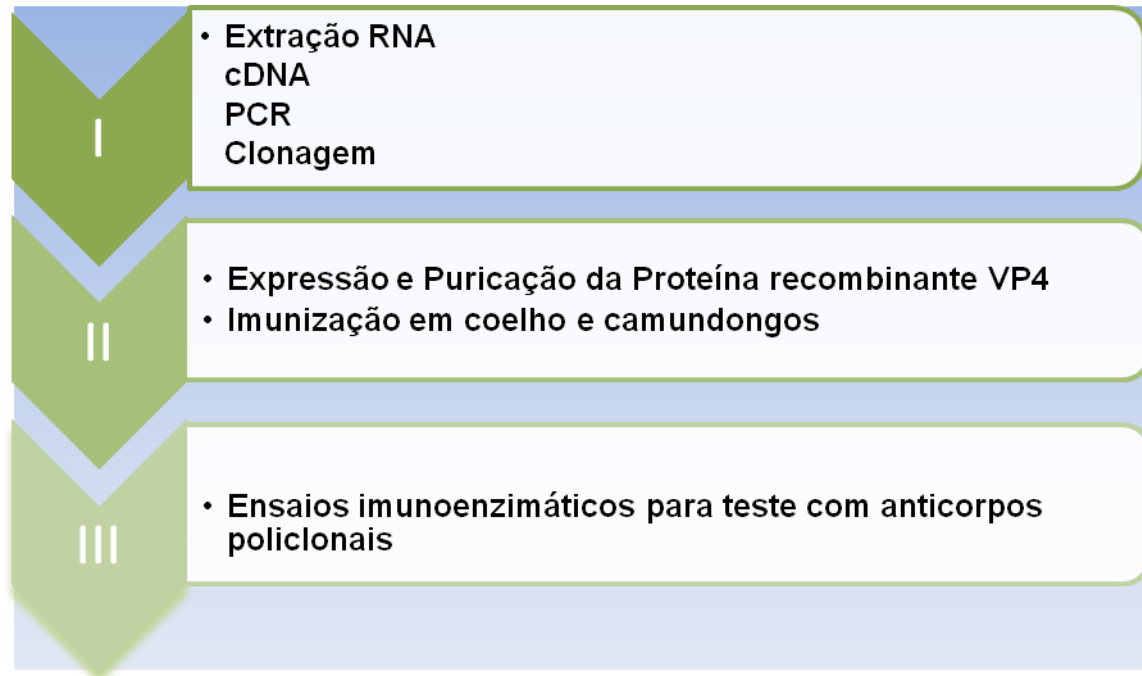 I
• Extração RNA
cDNA
PCR
Clonagem
II
• Expressão e Puricação da Proteína recombinante VP4
• Imunização em coelho e camundongos
III
• Ensaios imunoenzimáticos para teste com anticorpos
policlonais